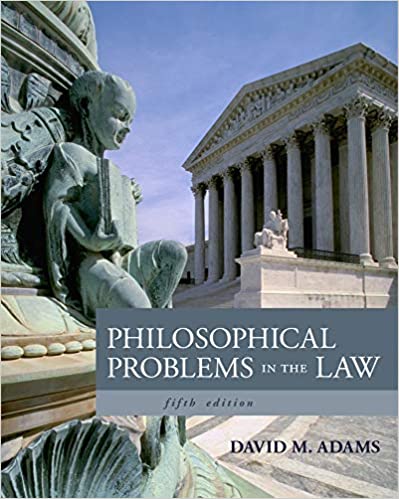 PHILOSOPHICAL
PROBLEMS IN THE LAW
fifth edition
DAVID M. ADAMS